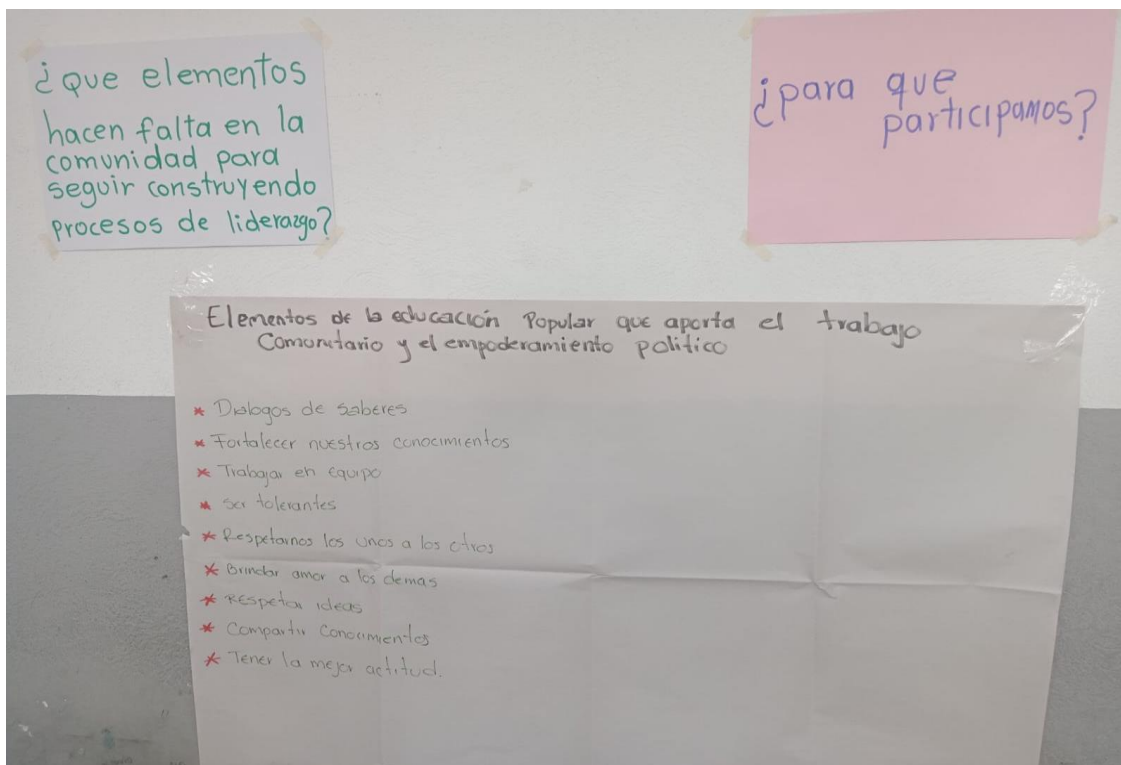 ¿que elementos
hacen falta en la
comunidad para
seguir construyendo
procesos de liderazgo?
¿para que
participamos?
Elementos de la educación Popular que aporta el trabajo
Comunitario y el empoderamiento politico
* Dialogos de saberes
* Fortalecer nuestros conocimientos
* Trabajar en equipo
* Ser tolerantes
* Respetarnos los unos a los otros
* Brindar amor a los demas
* Respetar ideas
* Compartir Conocimientos
* Tener la mejor actitud.